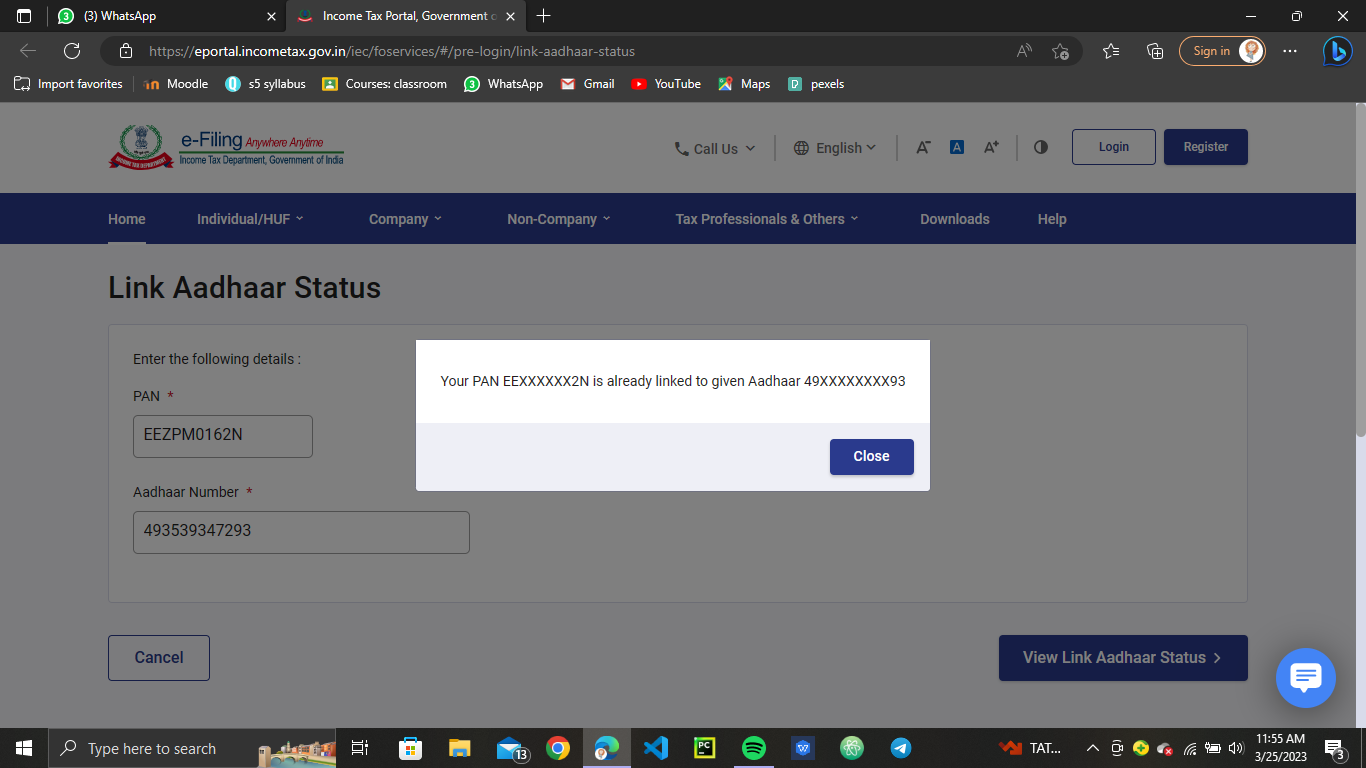 (3) WhatsApp
Income Tax Portal, Government o
https://eportal.incometax.gov.in/iec/foservices/#/pre-login/link-aadhaar-status
Sign in
Import favorites
Moodle
s5 syllabus
Courses: classroom
WhatsApp
Gmail
YouTube
Maps
pexels
e-Filing Anywhere Anytime
Income Tax Department, Government of India
Call Us
English
A-
A
A+
Login
Register
Home
Individual/HUF
Company
Non-Company
Tax Professionals & Others
Downloads
Help
Link Aadhaar Status
Enter the following details :
PAN *
EEZPM0162N
Aadhaar Number *
493539347293
Your PAN EEXXXXXX2N is already linked to given Aadhaar 49XXXXXXXX93
Close
Cancel
View Link Aadhaar Status
Type here to search
13
TAT...
11:55 AM
3/25/2023
3